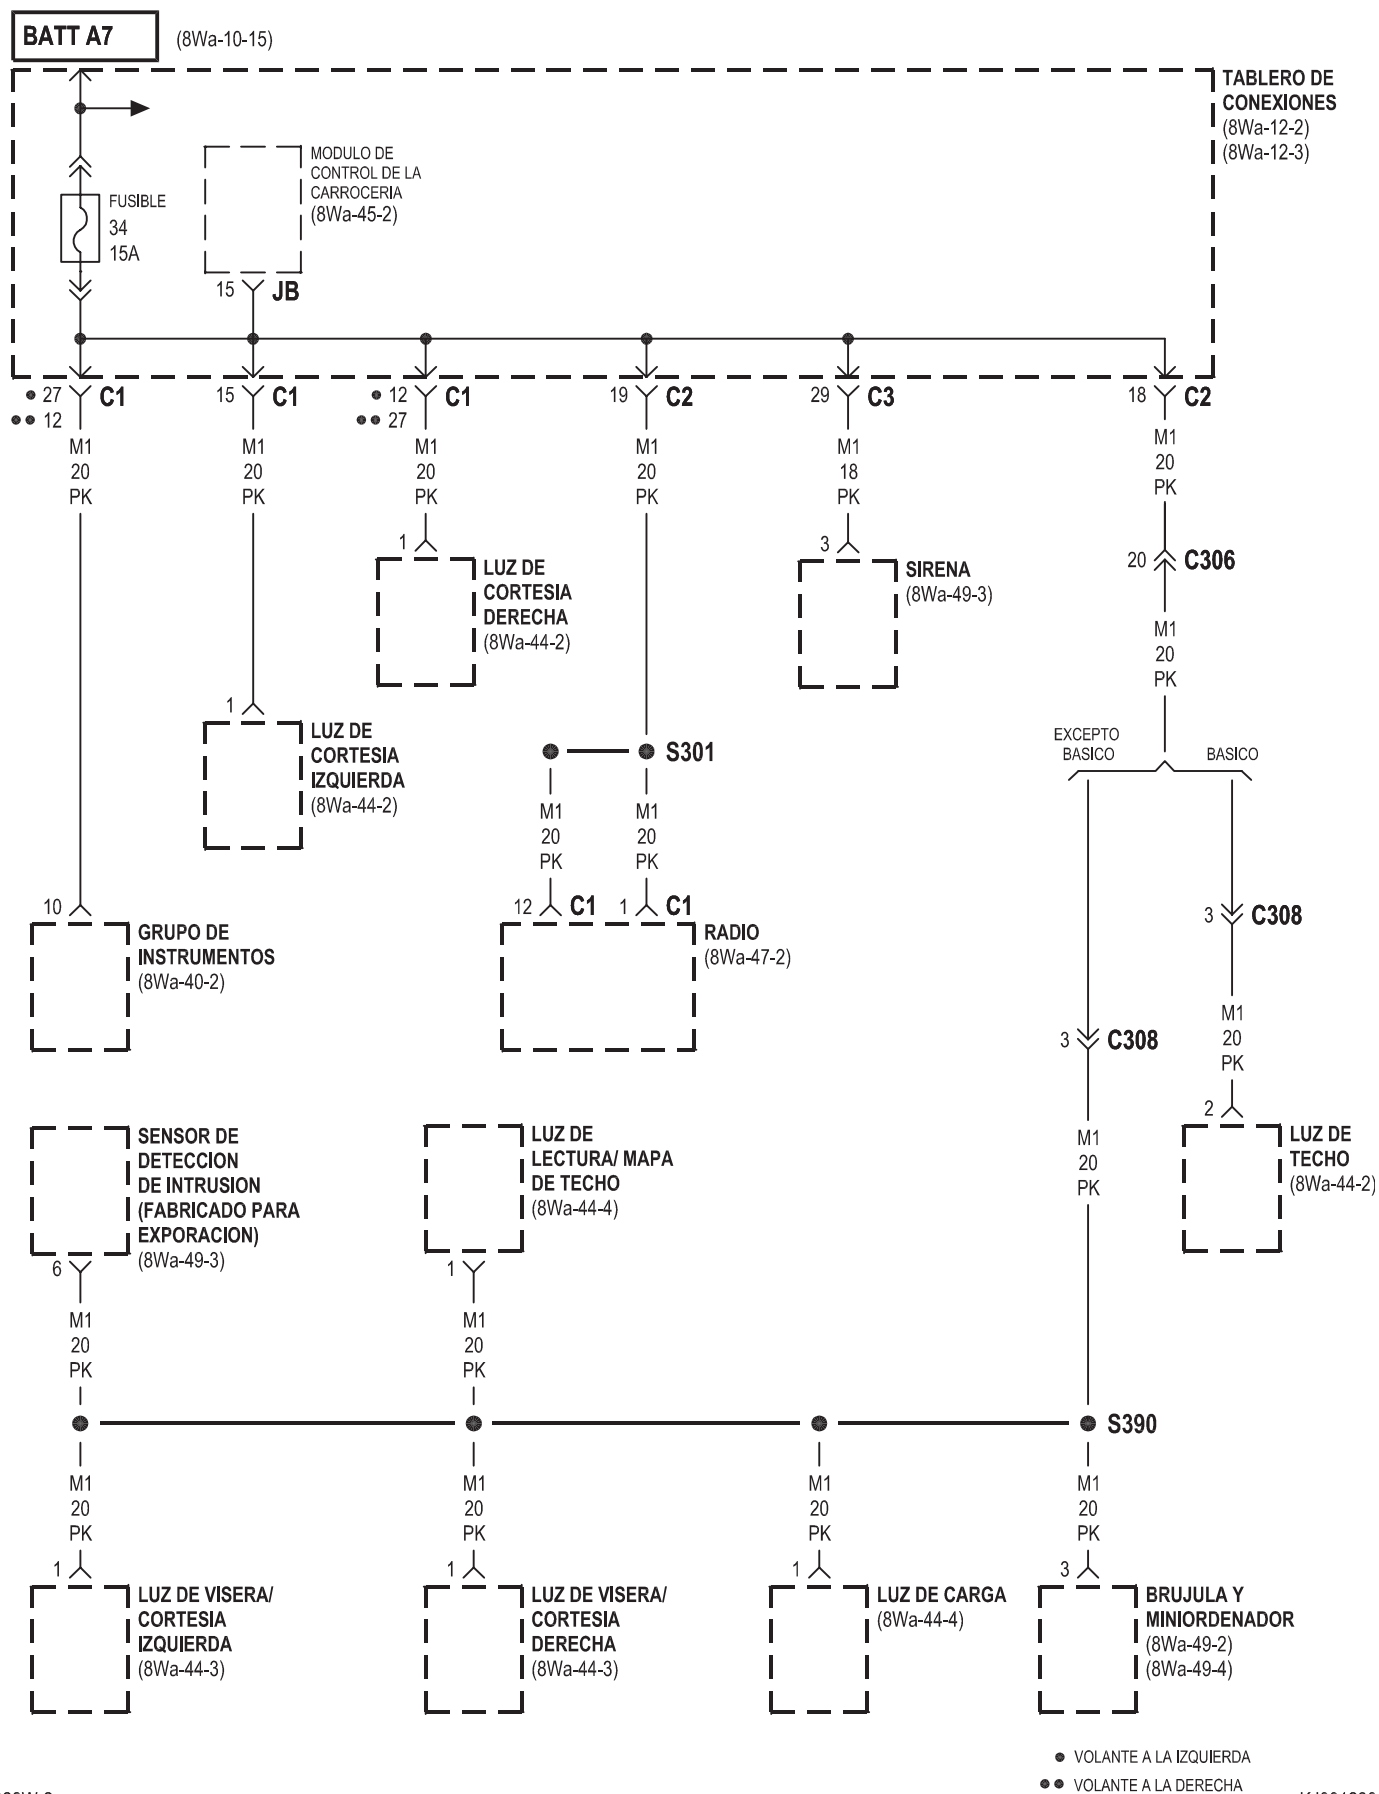 BATT A7
(8Wa-10-15)
TABLERO DE
CONEXIONES
(8Wa-12-2)
(8Wa-12-3)
MODULO DE
CONTROL DE LA
CARROCERIA
(8Wa-45-2)
FUSIBLE
34
15A
15
JB
27
12
C1
15
C1
12
27
C1
19
C2
29
C3
18
C2
M1
20
PK
M1
20
PK
M1
20
PK
M1
20
PK
M1
18
PK
M1
20
PK
1
LUZ DE
CORTESIA
DERECHA
(8Wa-44-2)
3
SIRENA
(8Wa-49-3)
20
C306
M1
20
PK
1
LUZ DE
CORTESIA
IZQUIERDA
(8Wa-44-2)
S301
EXCEPTO
BASICO
BASICO
M1
20
PK
M1
20
PK
10
GRUPO DE
INSTRUMENTOS
(8Wa-40-2)
12
C1
1
C1
RADIO
(8Wa-47-2)
3
C308
3
C308
M1
20
PK
2
LUZ DE
TECHO
(8Wa-44-2)
SENSOR DE
DETECCION
DE INTRUSION
(FABRICADO PARA
EXPORACION)
(8Wa-49-3)
6
LUZ DE
LECTURA/ MAPA
DE TECHO
(8Wa-44-4)
1
M1
20
PK
M1
20
PK
M1
20
PK
S390
M1
20
PK
M1
20
PK
M1
20
PK
M1
20
PK
1
LUZ DE VISERA/
CORTESIA
IZQUIERDA
(8Wa-44-3)
1
LUZ DE VISERA/
CORTESIA
DERECHA
(8Wa-44-3)
1
LUZ DE CARGA
(8Wa-44-4)
3
BRUJULA Y
MINIORDENADOR
(8Wa-49-2)
(8Wa-49-4)
VOLANTE A LA IZQUIERDA
VOLANTE A LA DERECHA